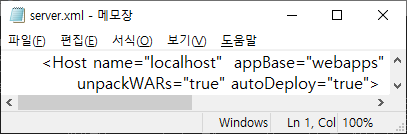 server.xml - 메모장
파일(F) 편집(E) 서식(O) 보기(V) 도움말
<Host name="localhost" appBase="webapps"
unpackWARs="true" autoDeploy="true">
Windows Ln 1, Col 100%